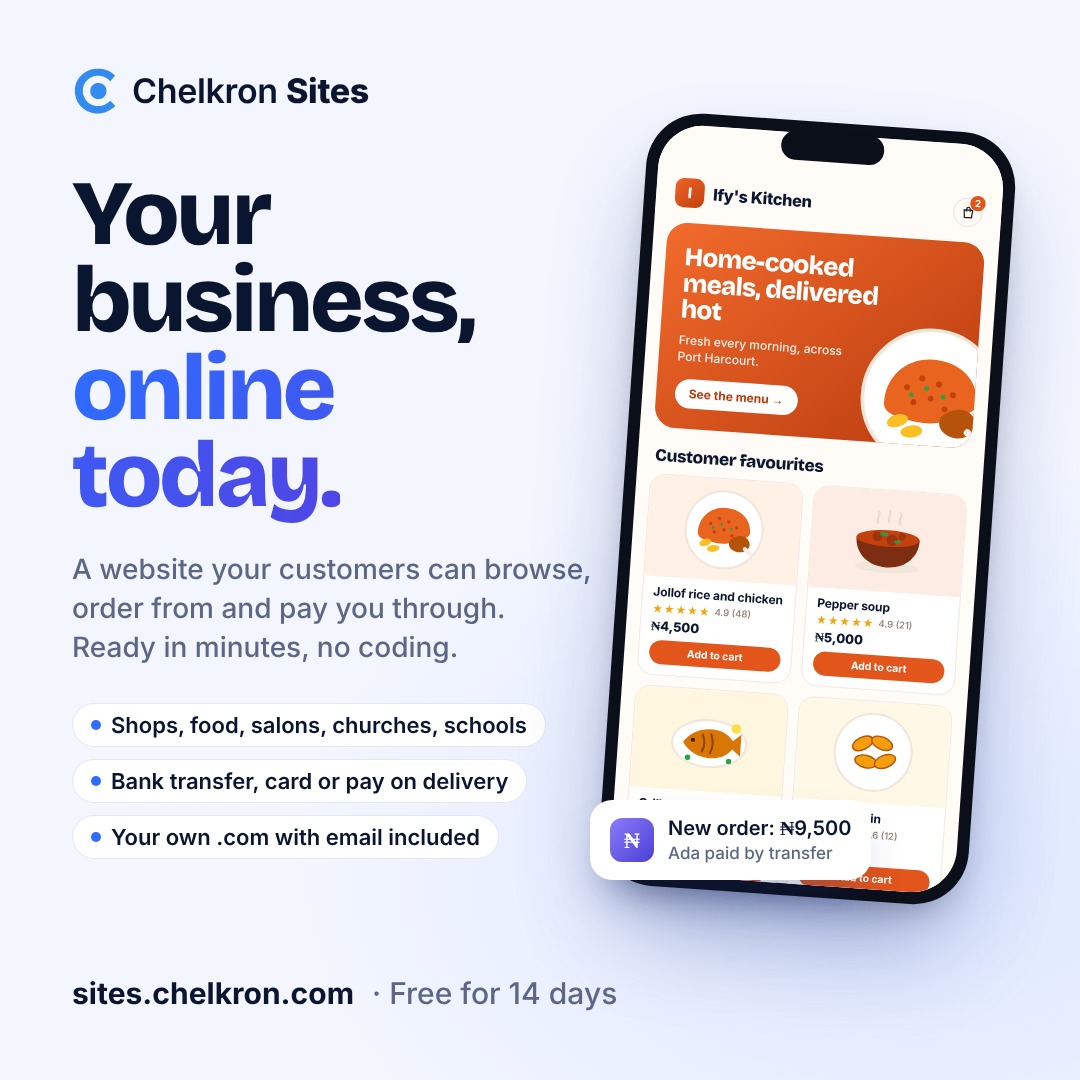 Chelkron Sites
Your
business,
online
today.
A website your customers can browse,
order from and pay you through.
Ready in minutes, no coding.
Shops, food, salons, churches, schools
Bank transfer, card or pay on delivery
Your own .com with email included
sites.chelkron.com · Free for 14 days
I
Ify's Kitchen
2
Home-cooked
meals, delivered
hot
Fresh every morning, across
Port Harcourt.
See the menu →
Customer favourites
Jollof rice and chicken
★★★★★ 4.9 (48)
₦4,500
Add to cart
Pepper soup
★★★★★ 4.9 (21)
₦5,000
Add to cart
(12)
to cart
₦
New order: ₦9,500
Ada paid by transfer